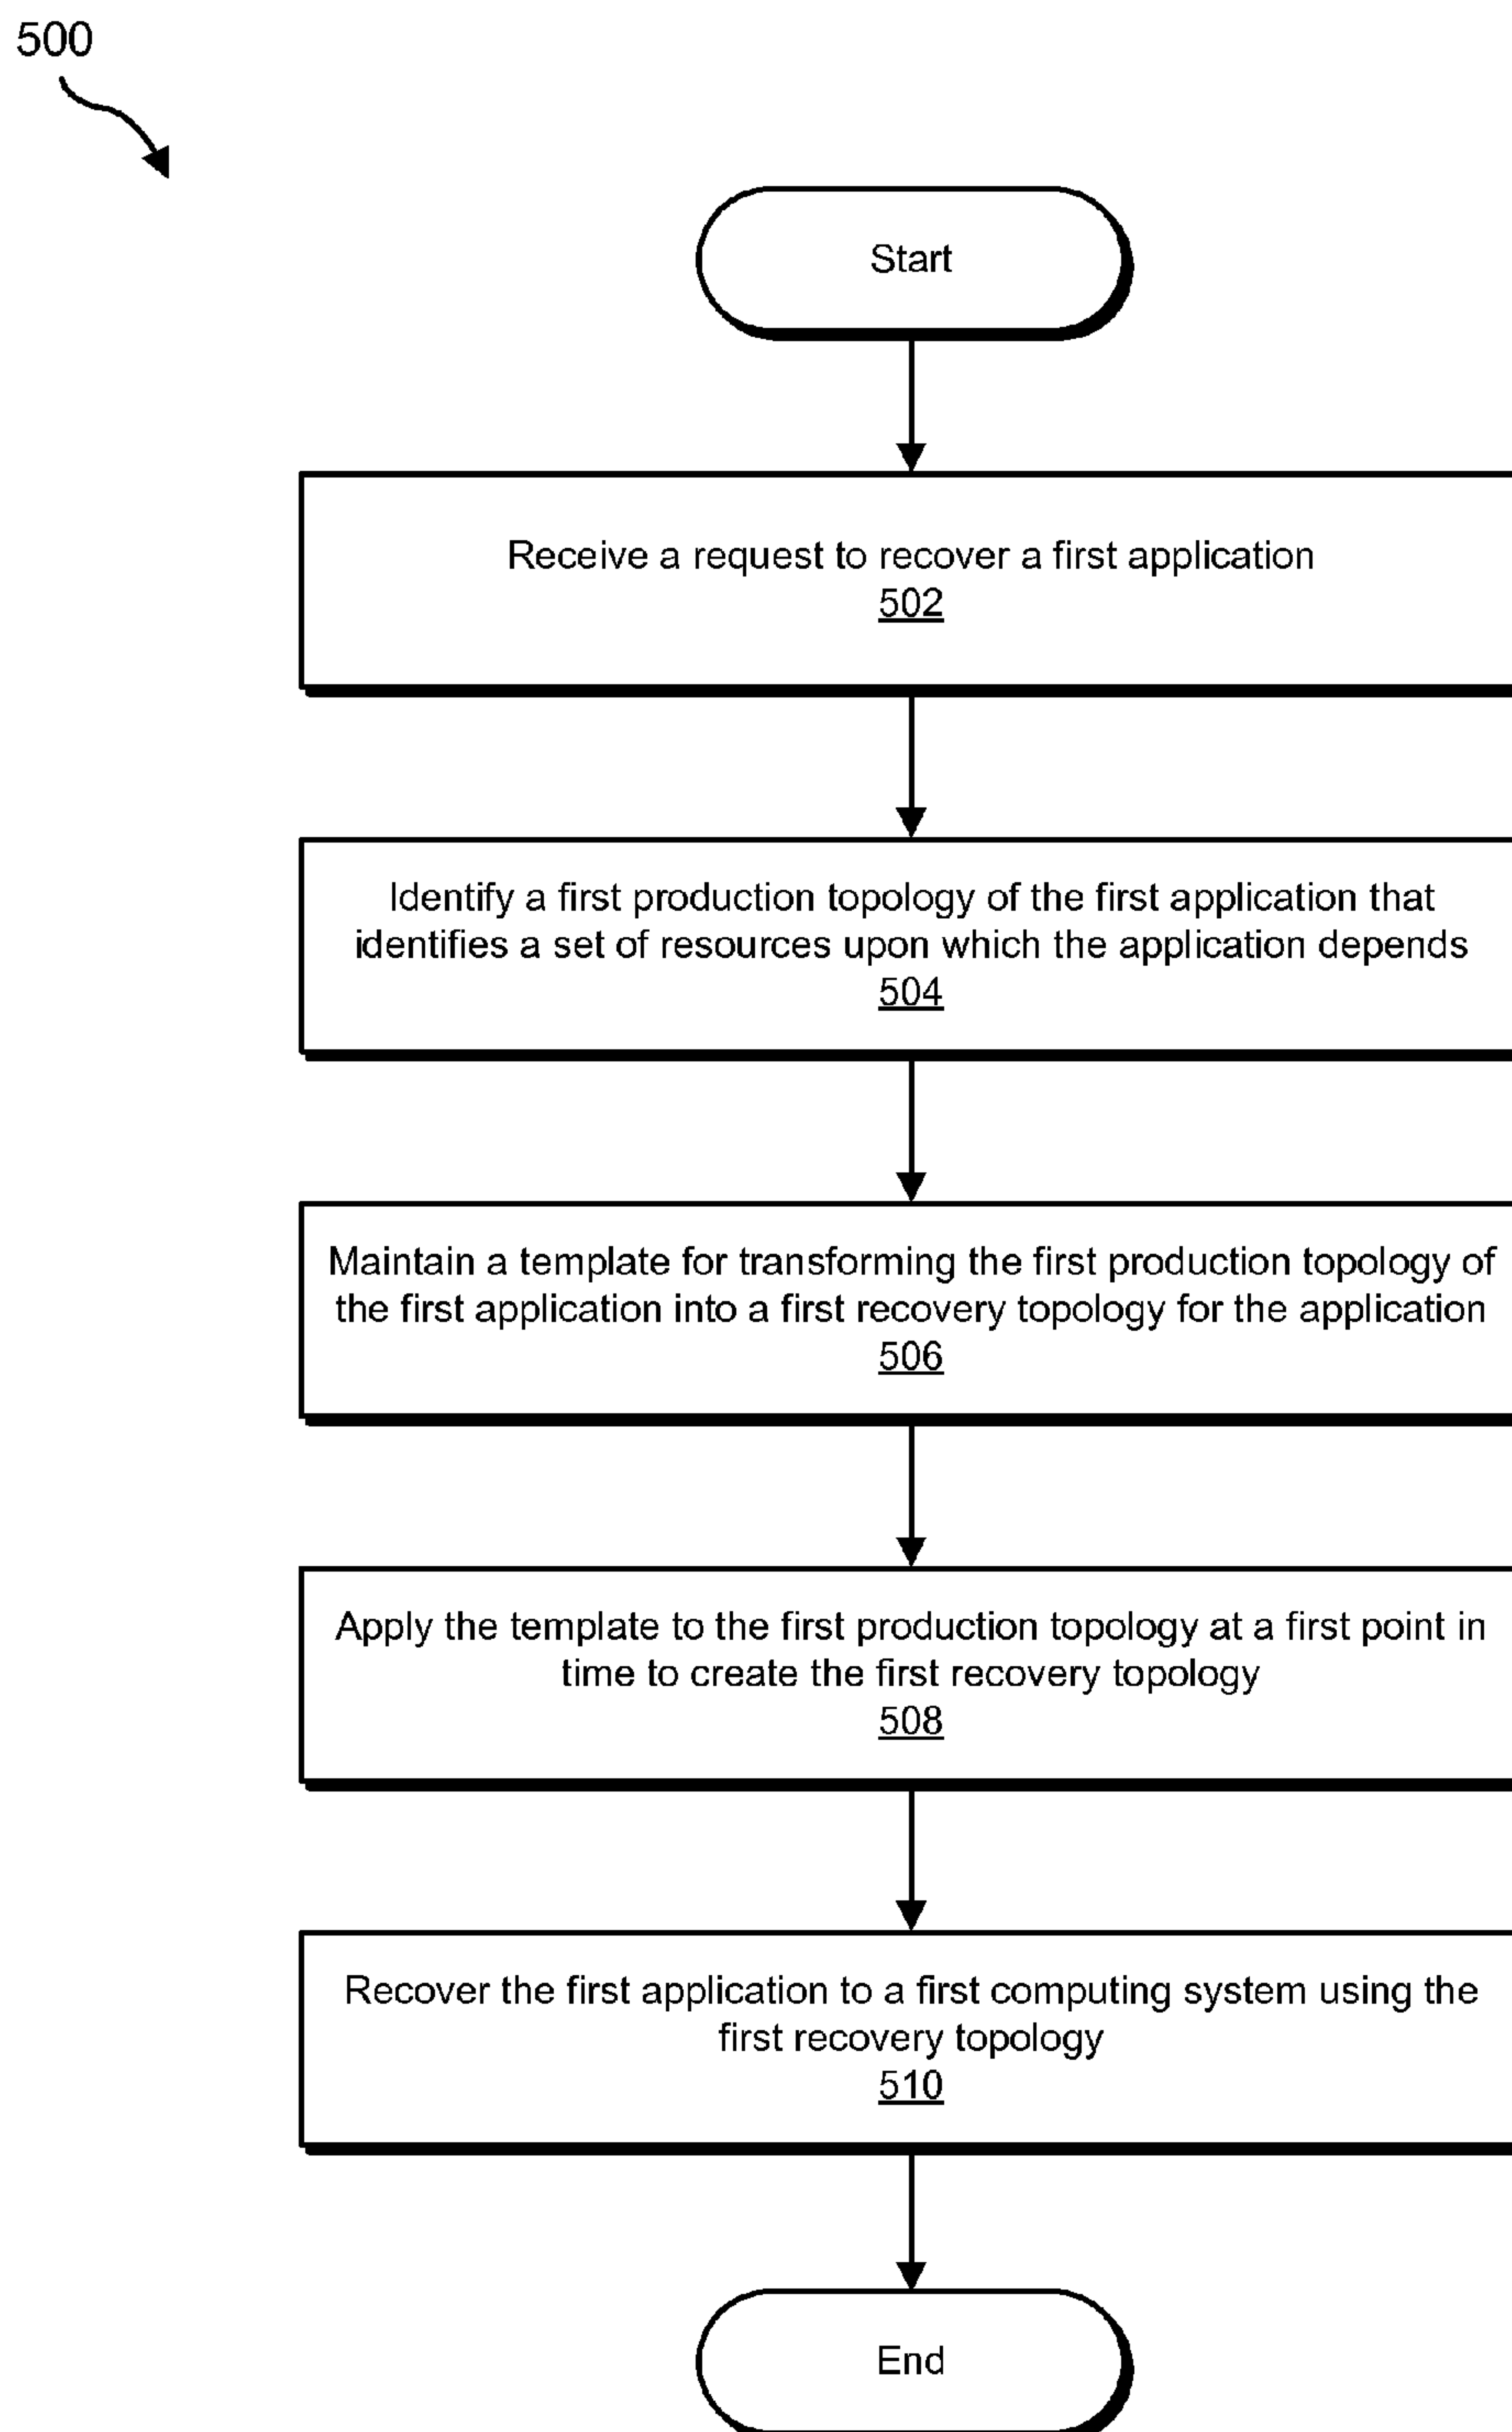 500
Start
Receive a request to recover a first application
502
Identify a first production topology of the first application that
identifies a set of resources upon which the application depends
504
Maintain a template for transforming the first production topology of
the first application into a first recovery topology for the application
506
Apply the template to the first production topology at a first point in
time to create the first recovery topology
508
Recover the first application to a first computing system using the
first recovery topology
510
End